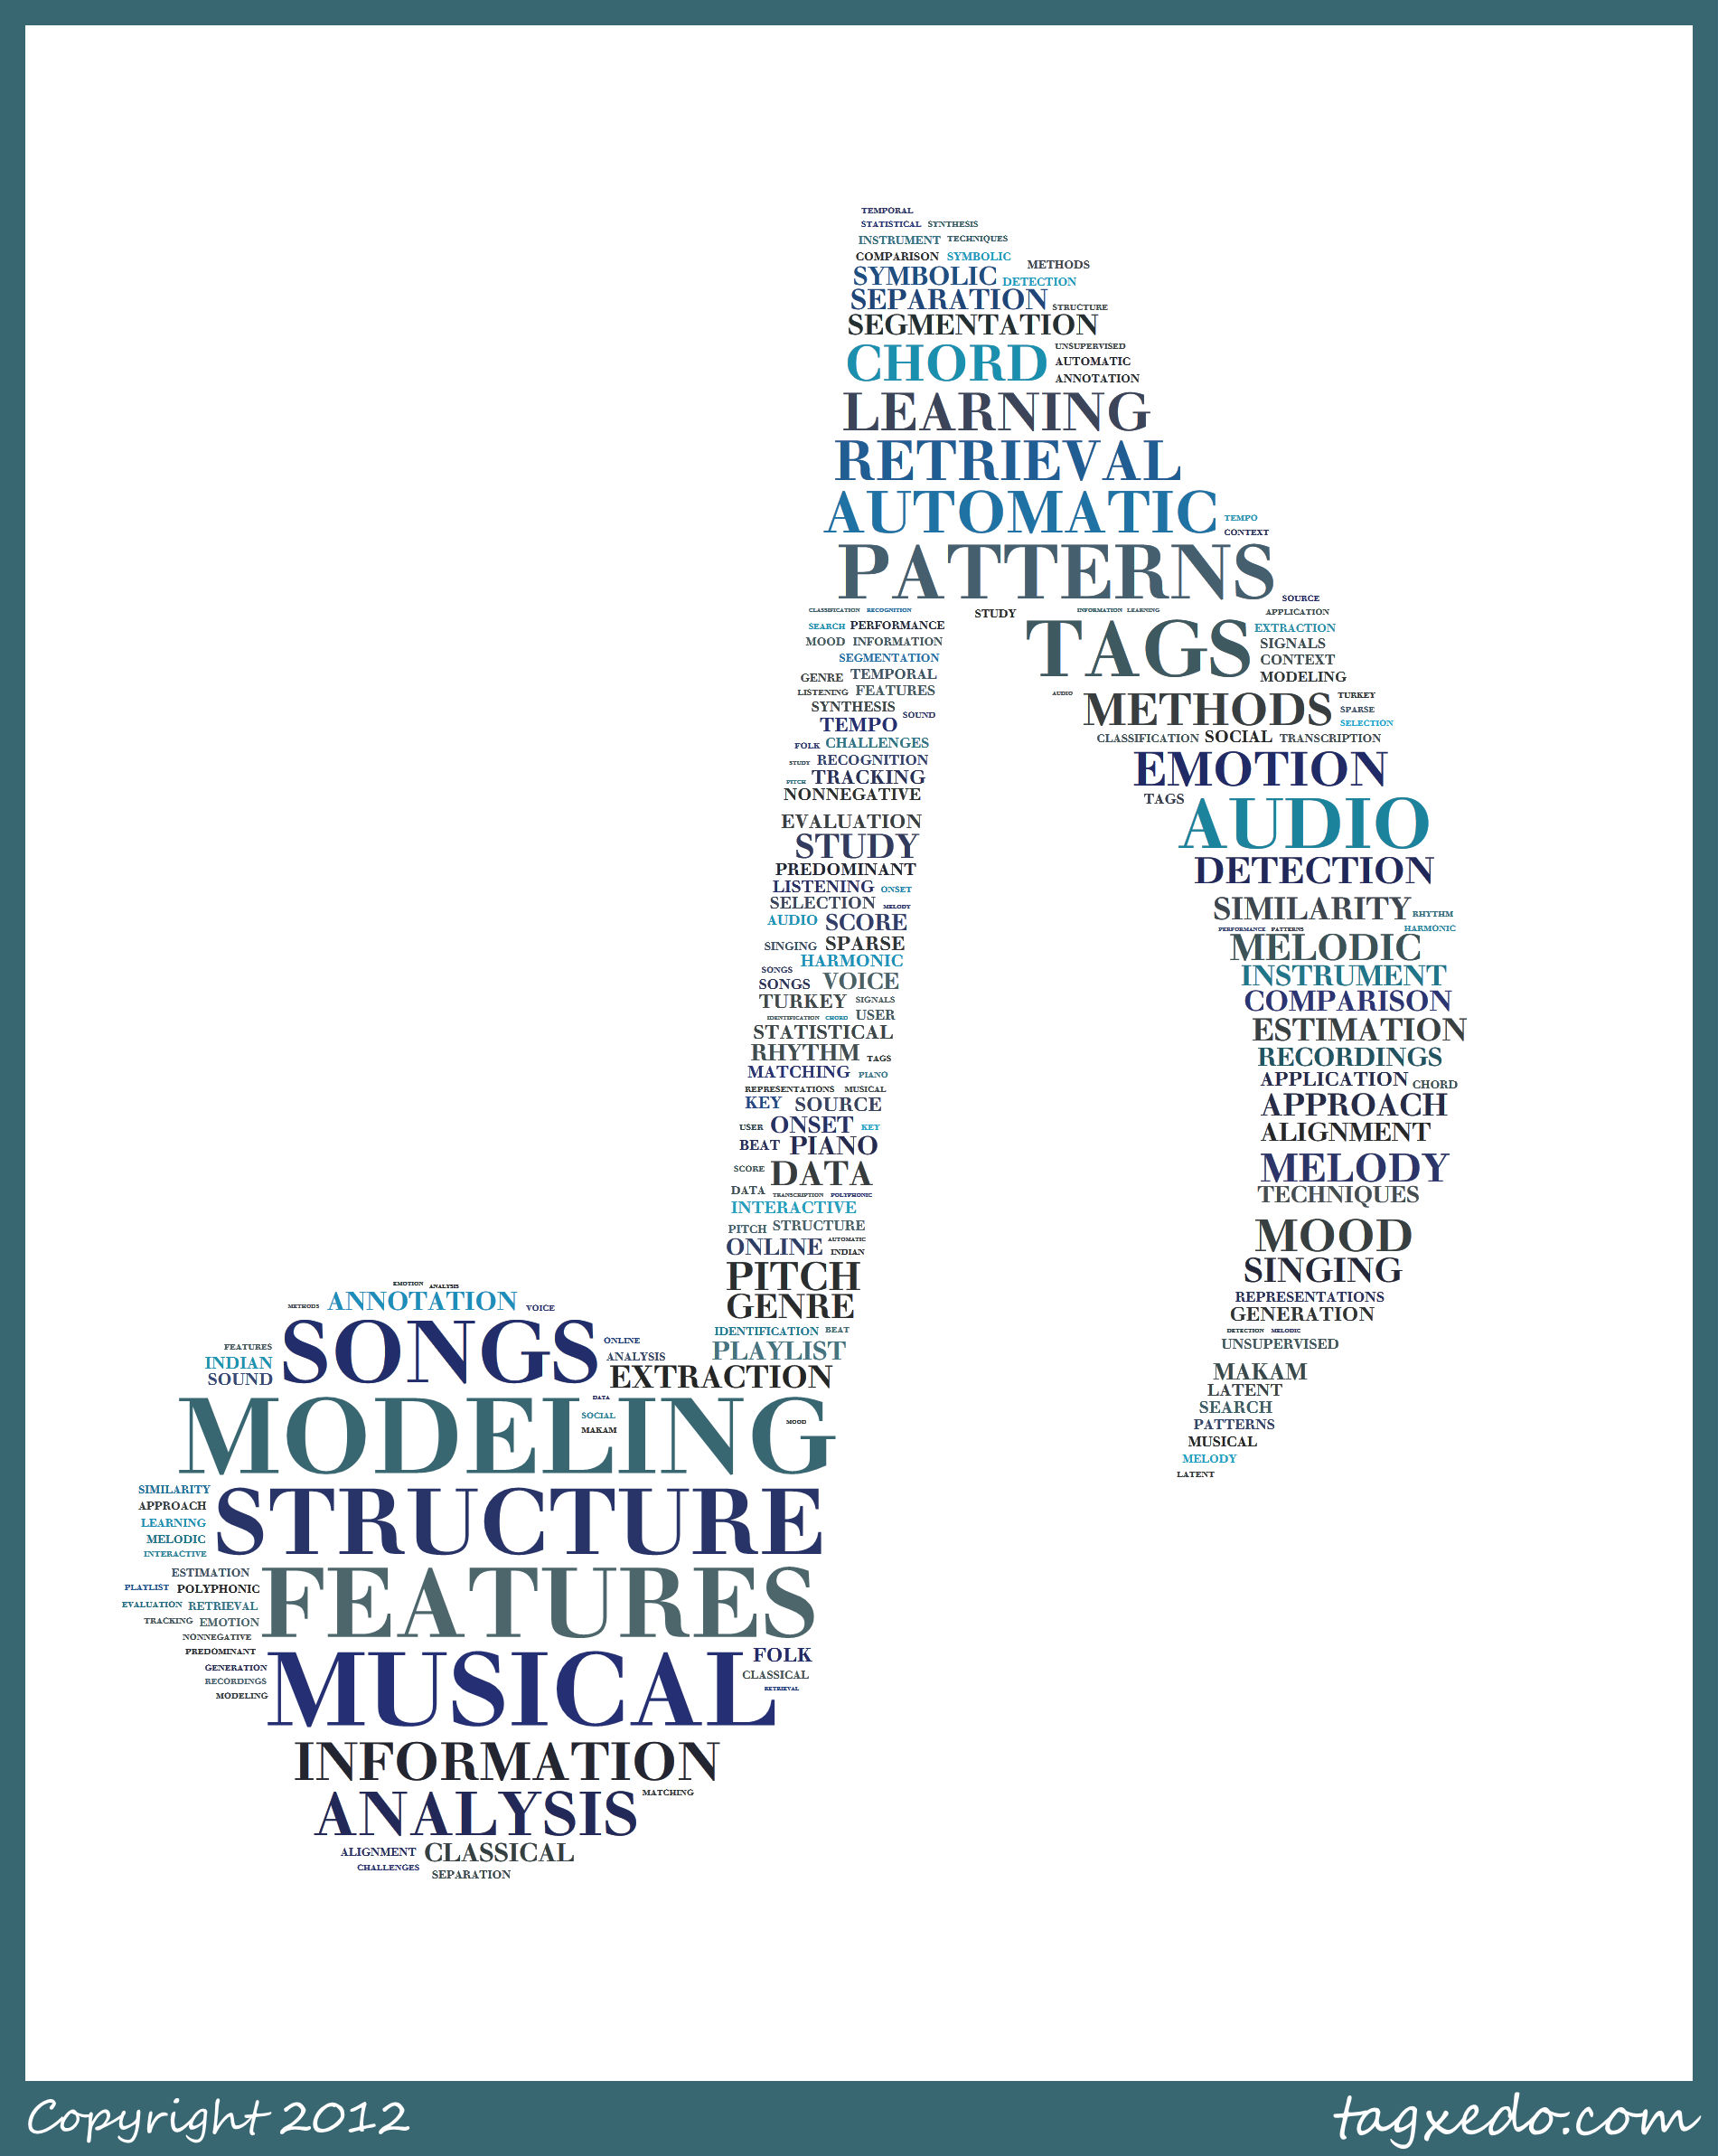 TEMPORAL
STATISTICAL SYNTHESIS
INSTRUMENT TECHNIQUES
COMPARISON SYMBOLIC
SYMBOLIC METHODS
DETECTION
SEPARATION STRUCTURE
SEGMENTATION
CHORD UNSUPERVISED
AUTOMATIC
ANNOTATION
LEARNING
RETRIEVAL
AUTOMATIC TEMPO
CONTEXT
PATTERNS
SOURCE
CLASSIFICATION RECOGNITION STUDY INFORMATION LEARNING APPLICATION
SEARCH PERFORMANCE TAGS EXTRACTION
MOOD INFORMATION SIGNALS
SEGMENTATION CONTEXT
GENRE TEMPORAL MODELING
LISTENING FEATURES AUDIO METHODS TURKEY
SYNTHESIS SOUND SPARSE
TEMPO SELECTION
FOLK CHALLENGES CLASSIFICATION SOCIAL TRANSCRIPTION
STUDY RECOGNITION EMOTION
PITCH TRACKING
NONNEGATIVE TAGS
EVALUATION AUDIO
STUDY
PREDOMINANT DETECTION
LISTENING ONSET
SELECTION MELODY SIMILARITY RHYTHM
AUDIO SCORE PERFORMANCE PATTERNS HARMONIC
SINGING SPARSE MELODIC
HARMONIC
SONGS INSTRUMENT
SONGS VOICE
TURKEY SIGNALS COMPARISON
IDENTIFICATION CHORD USER
STATISTICAL ESTIMATION
RHYTHM TAGS RECORDINGS
MATCHING PIANO APPLICATION CHORD
REPRESENTATIONS MUSICAL
KEY SOURCE APPROACH
USER ONSET KEY ALIGNMENT
BEAT PIANO
SCORE DATA MELODY
DATA TRANSCRIPTION POLYPHONIC TECHNIQUES
INTERACTIVE
PITCH STRUCTURE MOOD
ONLINE AUTOMATIC
INDIAN
PITCH SINGING
EMOTION ANALYSIS
METHODS ANNOTATION VOICE GENRE REPRESENTATIONS
GENERATION
IDENTIFICATION BEAT DETECTION MELODIC
FEATURES SONGS ONLINE PLAYLIST UNSUPERVISED
INDIAN ANALYSIS
SOUND EXTRACTION MAKAM
DATA LATENT
SOCIAL MOOD SEARCH
MODELING MAKAM PATTERNS
MUSICAL
MELODY
LATENT
SIMILARITY STRUCTURE
APPROACH
LEARNING
MELODIC
INTERACTIVE
ESTIMATION FEATURES
PLAYLIST POLYPHONIC
EVALUATION RETRIEVAL
TRACKING EMOTION
NONNEGATIVE
PREDOMINANT MUSICAL FOLK
GENERATION CLASSICAL
RECORDINGS RETRIEVAL
MODELING
INFORMATION
ANALYSIS MATCHING
ALIGNMENT CLASSICAL
CHALLENGES SEPARATION
Copyright 2012 tagxedo.com